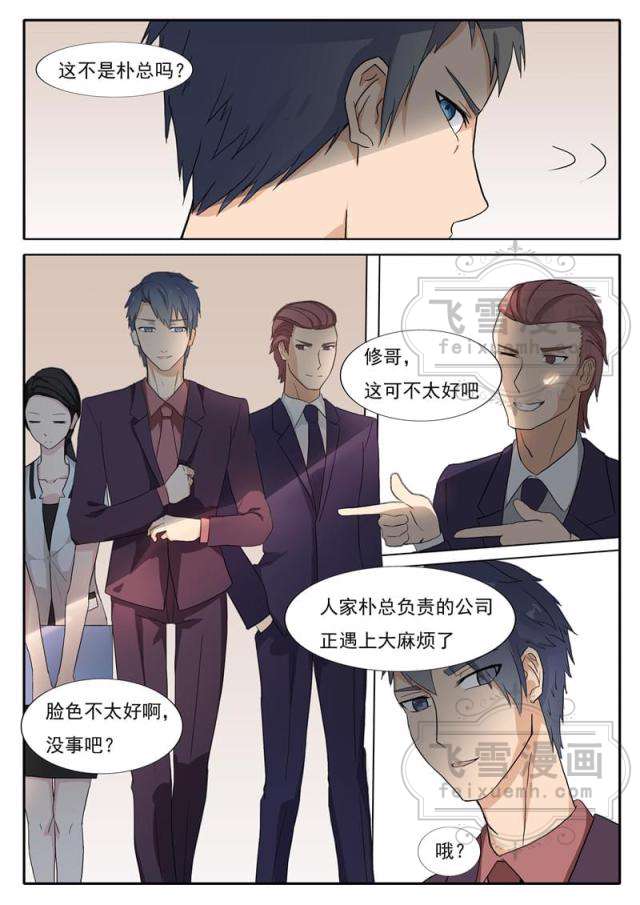 这不是朴总吗？
脸色不太好啊，
没事吧？
修哥，
这可不太好吧
人家朴总负责的公司
正遇上大麻烦了
哦？
飞雪漫画
feixuemh.com
飞雪漫画
feixuemh.com